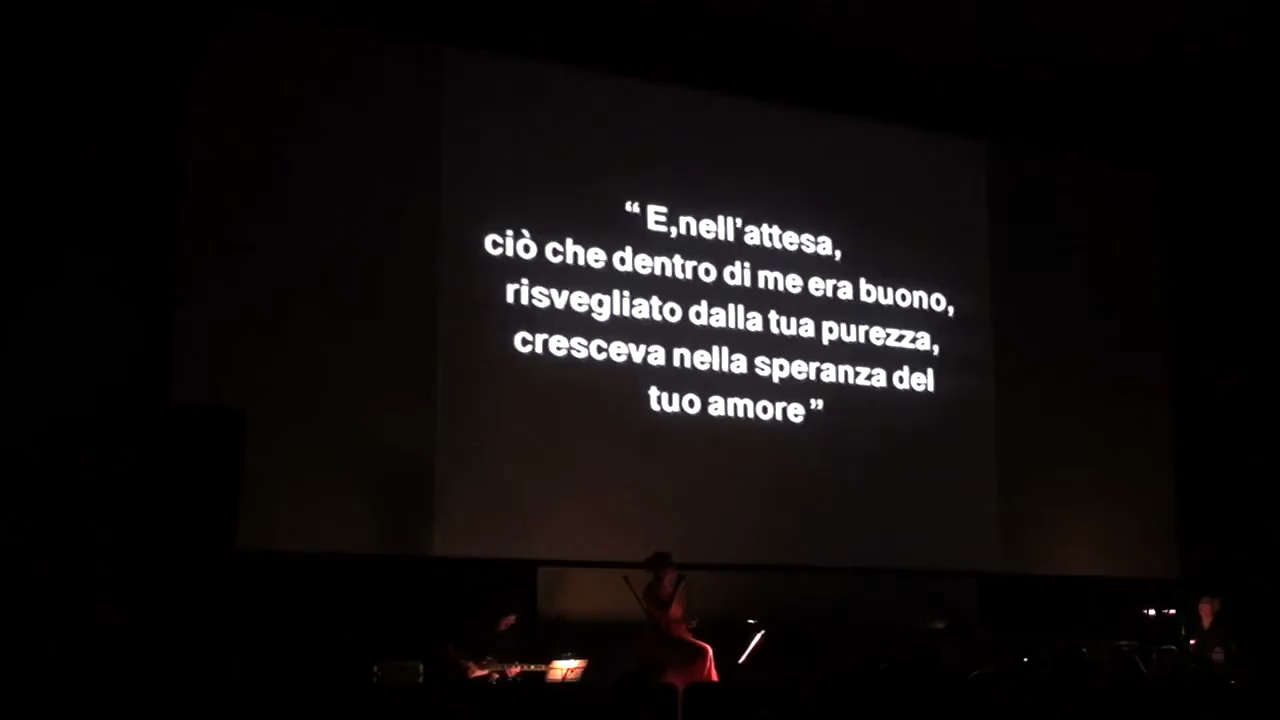 “ E,nell'attesa,
ciò che dentro di me era buono,
risvegliato dalla tua purezza,
cresceva nella speranza del
tuo amore ”